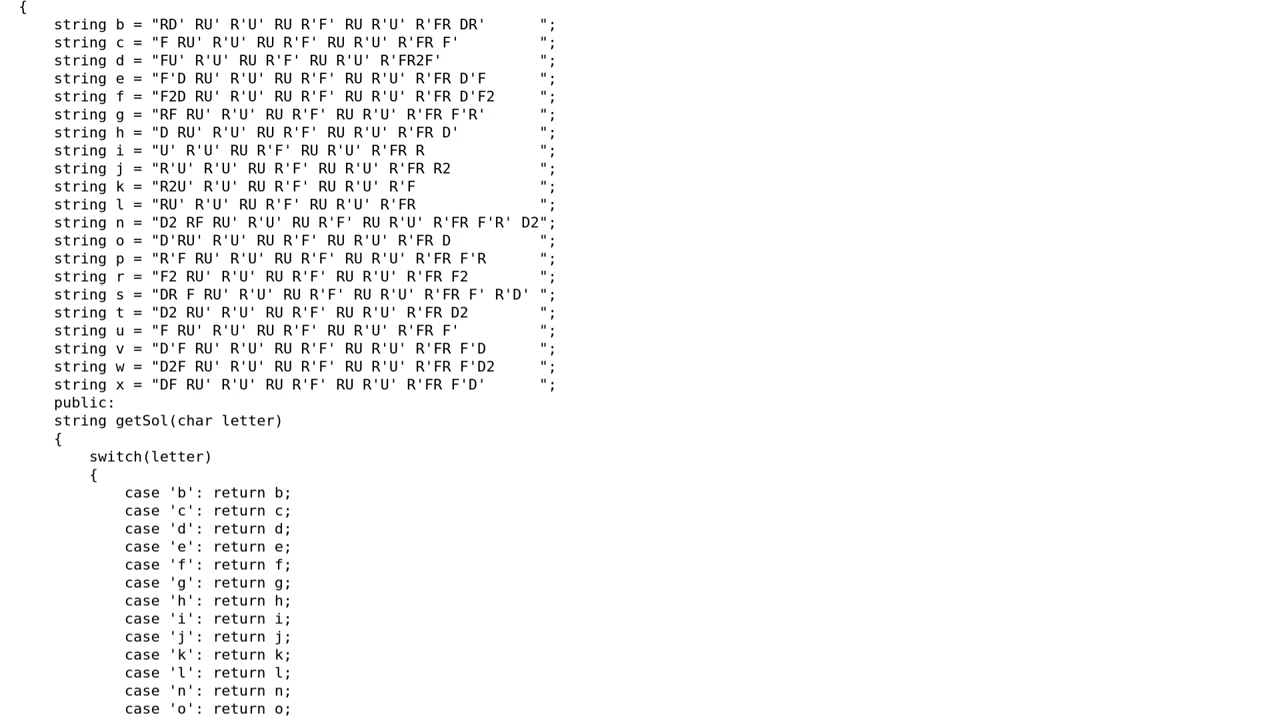 {
    string b = "RD' RU' R'U' RU R'F' RU R'U' R'FR DR'      ";
    string c = "F RU' R'U' RU R'F' RU R'U' R'FR F'         ";
    string d = "FU' R'U' RU R'F' RU R'U' R'FR2F'           ";
    string e = "F'D RU' R'U' RU R'F' RU R'U' R'FR D'F      ";
    string f = "F2D RU' R'U' RU R'F' RU R'U' R'FR D'F2     ";
    string g = "RF RU' R'U' RU R'F' RU R'U' R'FR F'R'      ";
    string h = "D RU' R'U' RU R'F' RU R'U' R'FR D'         ";
    string i = "U' R'U' RU R'F' RU R'U' R'FR R             ";
    string j = "R'U' R'U' RU R'F' RU R'U' R'FR R2          ";
    string k = "R2U' R'U' RU R'F' RU R'U' R'F              ";
    string l = "RU' R'U' RU R'F' RU R'U' R'FR              ";
    string n = "D2 RF RU' R'U' RU R'F' RU R'U' R'FR F'R' D2";
    string o = "D'RU' R'U' RU R'F' RU R'U' R'FR D          ";
    string p = "R'F RU' R'U' RU R'F' RU R'U' R'FR F'R      ";
    string r = "F2 RU' R'U' RU R'F' RU R'U' R'FR F2        ";
    string s = "DR F RU' R'U' RU R'F' RU R'U' R'FR F' R'D' ";
    string t = "D2 RU' R'U' RU R'F' RU R'U' R'FR D2        ";
    string u = "F RU' R'U' RU R'F' RU R'U' R'FR F'         ";
    string v = "D'F RU' R'U' RU R'F' RU R'U' R'FR F'D      ";
    string w = "D2F RU' R'U' RU R'F' RU R'U' R'FR F'D2     ";
    string x = "DF RU' R'U' RU R'F' RU R'U' R'FR F'D'      ";
    public:
    string getSol(char letter)
    {
        switch(letter)
        {
            case 'b': return b;
            case 'c': return c;
            case 'd': return d;
            case 'e': return e;
            case 'f': return f;
            case 'g': return g;
            case 'h': return h;
            case 'i': return i;
            case 'j': return j;
            case 'k': return k;
            case 'l': return l;
            case 'n': return n;
            case 'o': return o;